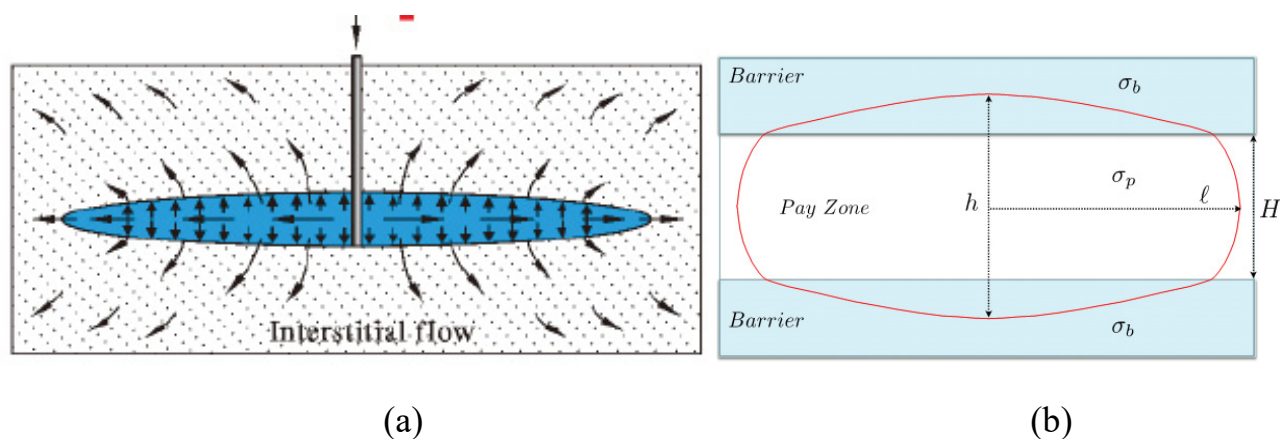 Interstitial flow
(a)
Barrier
σ_b
σ_p
Pay Zone
h
ℓ
H
Barrier
σ_b
(b)